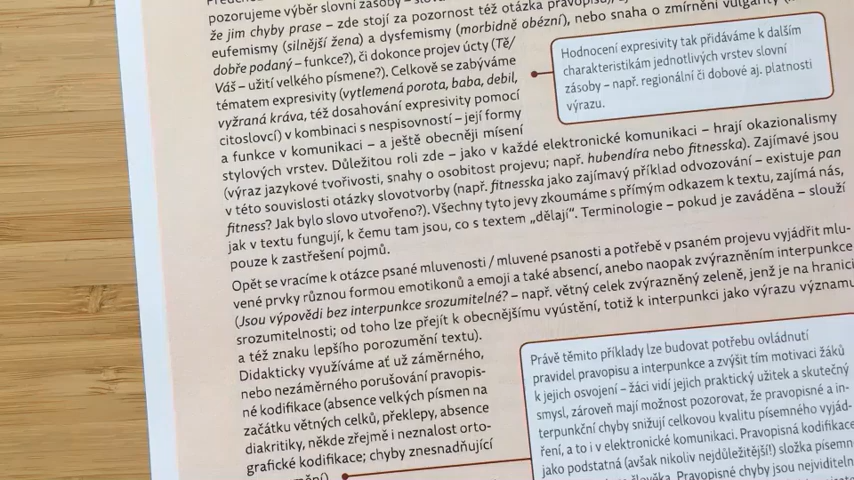 pozorujeme výběr slovní zásoby –
že jim chyby prase – zde stojí za pozornost též otázka pravopisu),
eufemismy (silnější žena) a dysfemismy (morbidně obézní), nebo snaha o zmírnění vulgarity
dobře podaný – funkce?), či dokonce projev úcty (Tě/
Váš – užití velkého písmene?). Celkově se zabýváme
tématem expresivity (vytlemená porota, baba, debil,
vyžraná kráva, též dosahování expresivity pomocí
citoslovcí) v kombinaci s nespisovností – její formy
a funkce v komunikaci – a ještě obecněji mísení
stylových vrstev. Důležitou roli zde – jako v každé elektronické komunikaci – hrají okazionalismy
(výraz jazykové tvořivosti, snahy o osobitost projevu; např. hubendíra nebo fitnesska). Zajímavé jsou
v této souvislosti otázky slovotvorby (např. fitnesska jako zajímavý příklad odvozování – existuje pan
fitness? Jak bylo slovo utvořeno?). Všechny tyto jevy zkoumáme s přímým odkazem k textu, zajímá nás,
jak v textu fungují, k čemu tam jsou, co s textem „dělají“. Terminologie – pokud je zaváděna – slouží
pouze k zastřešení pojmů.
Hodnocení expresivity tak přidáváme k dalším
charakteristikám jednotlivých vrstev slovní
zásoby – např. regionální či dobové aj. platnosti
výrazu.
Opět se vracíme k otázce psané mluvenosti / mluvené psanosti a potřebě v psaném projevu vyjádřit mlu-
vené prvky různou formou emotikonů a emoji a také absencí, anebo naopak zvýrazněním interpunkce
(Jsou výpovědi bez interpunkce srozumitelné? – např. větný celek zvýrazněný zeleně, jenž je na hranici
srozumitelnosti; od toho lze přejít k obecnějšímu vyústění, totiž k interpunkci jako výrazu významu
a též znaku lepšího porozumění textu).
Didakticky využíváme ať už záměrného,
nebo nezáměrného porušování pravopis-
né kodifikace (absence velkých písmen na
začátku větných celků, překlepy, absence
diakritiky, někde zřejmě i neznalost orto-
grafické kodifikace; chyby znesnadňující
Právě těmito příklady lze budovat potřebu ovládnutí
pravidel pravopisu a interpunkce a zvýšit tím motivaci žáků
k jejich osvojení – žáci vidí jejich praktický užitek a skutečný
smysl, zároveň mají možnost pozorovat, že pravopisné a in-
terpunkční chyby snižují celkovou kvalitu písemného vyjád-
ření, a to i v elektronické komunikaci. Pravopisná kodifikace
jako podstatná (avšak nikoliv nejdůležitější!) složka písemn
člověka. Pravopisné chyby jsou nejviditeln